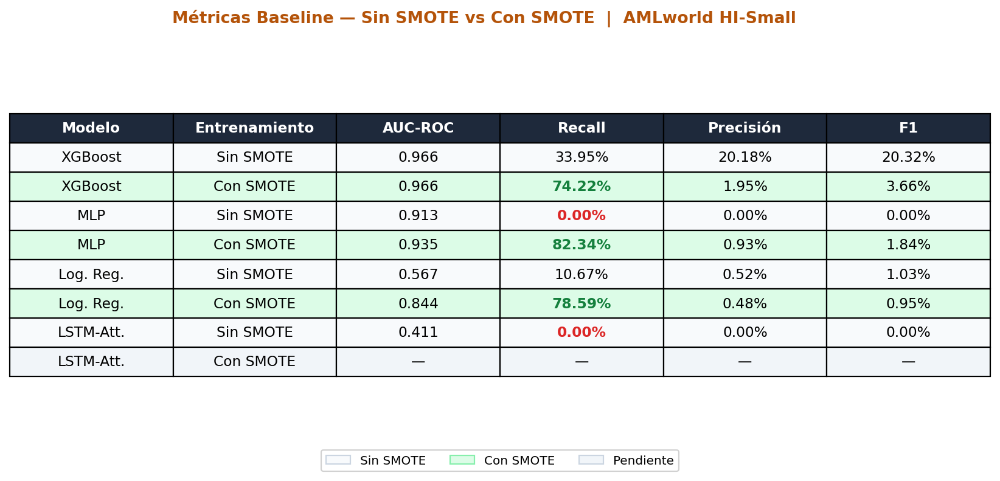 Métricas Baseline — Sin SMOTE vs Con SMOTE | AMLworld HI-Small
Modelo Entrenamiento AUC-ROC Recall Precisión F1
XGBoost Sin SMOTE 0.966 33.95% 20.18% 20.32%
XGBoost Con SMOTE 0.966 74.22% 1.95% 3.66%
MLP Sin SMOTE 0.913 0.00% 0.00% 0.00%
MLP Con SMOTE 0.935 82.34% 0.93% 1.84%
Log. Reg. Sin SMOTE 0.567 10.67% 0.52% 1.03%
Log. Reg. Con SMOTE 0.844 78.59% 0.48% 0.95%
LSTM-Att. Sin SMOTE 0.411 0.00% 0.00% 0.00%
LSTM-Att. Con SMOTE — — — —
Sin SMOTE Con SMOTE Pendiente